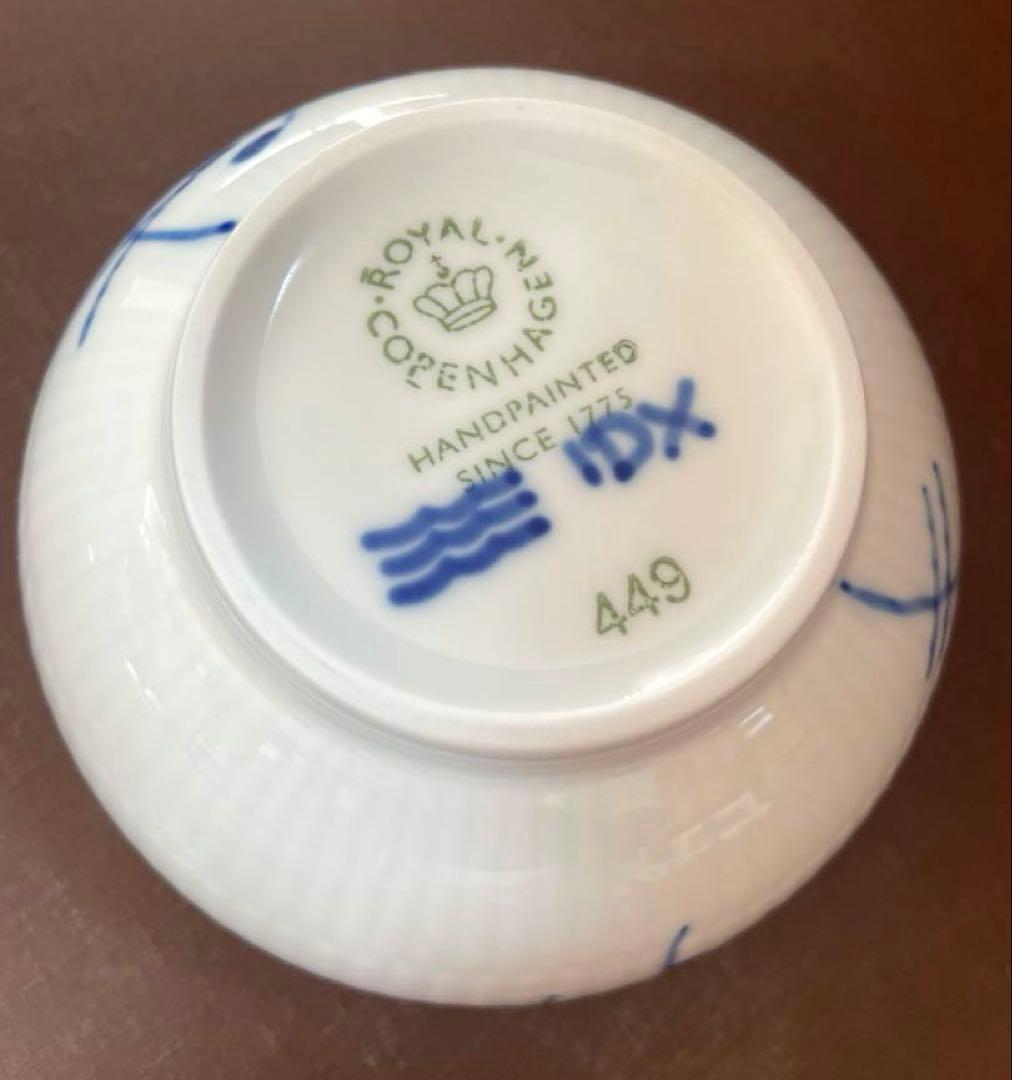 ROYAL · COPENHAGEN ·
HANDPAINTED
SINCE 1775
IDX
449